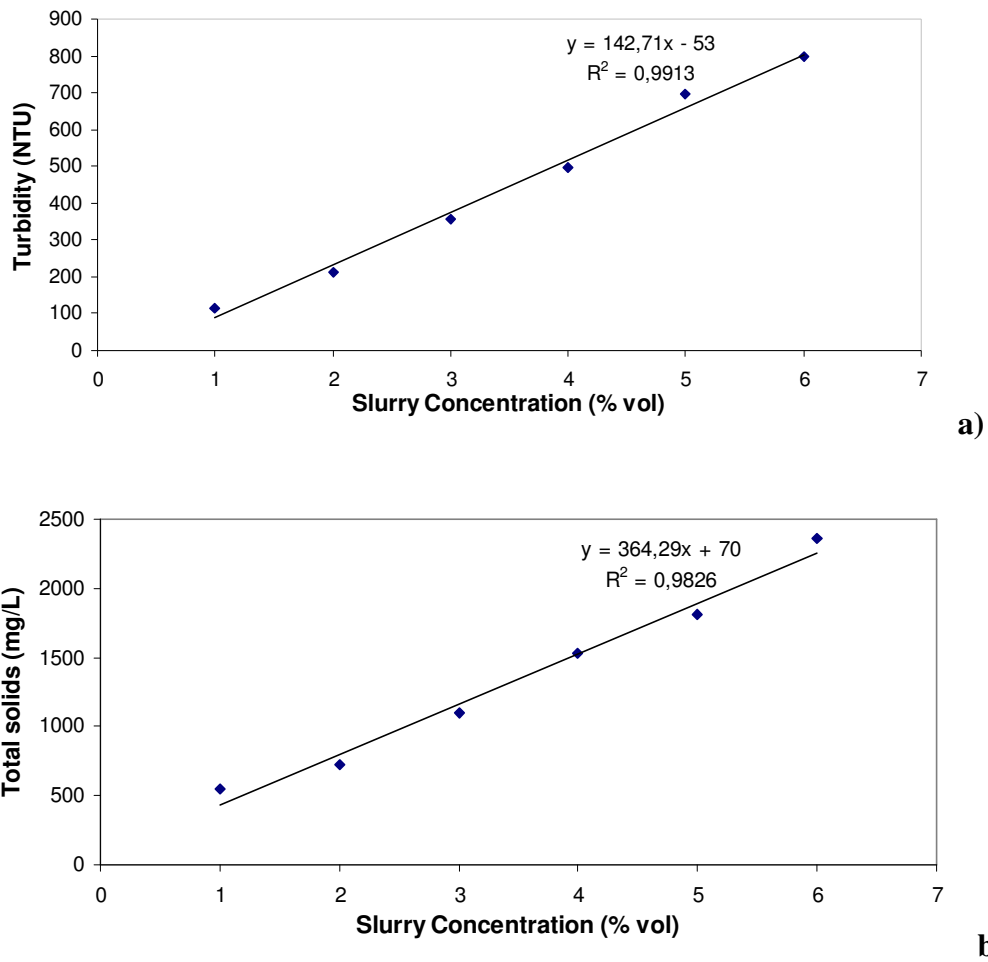 900
800
700
600
500
400
300
200
100
0
Turbidity (NTU)
y = 142,71x - 53
R² = 0,9913
0 1 2 3 4 5 6 7
Slurry Concentration (% vol)
a)
2500
2000
1500
1000
500
0
Total solids (mg/L)
y = 364,29x + 70
R² = 0,9826
0 1 2 3 4 5 6 7
Slurry Concentration (% vol)
b